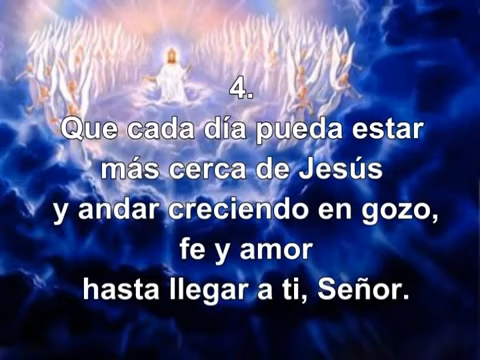 4.
Que cada día pueda estar
más cerca de Jesús
y andar creciendo en gozo,
fe y amor
hasta llegar a ti, Señor.